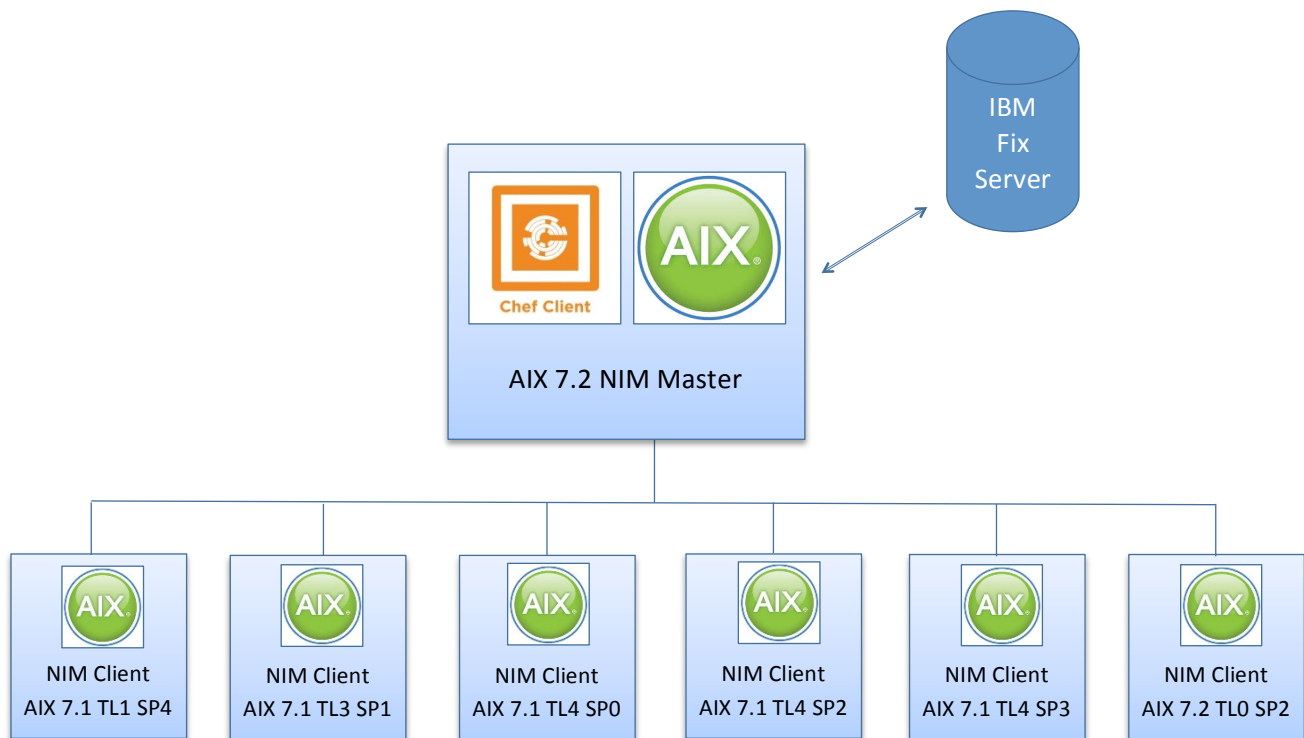 IBM
Fix
Server
Chef Client
AIX®
AIX 7.2 NIM Master
AIX®
NIM Client
AIX 7.1 TL1 SP4
AIX®
NIM Client
AIX 7.1 TL3 SP1
AIX®
NIM Client
AIX 7.1 TL4 SP0
AIX®
NIM Client
AIX 7.1 TL4 SP2
AIX®
NIM Client
AIX 7.1 TL4 SP3
AIX®
NIM Client
AIX 7.2 TL0 SP2